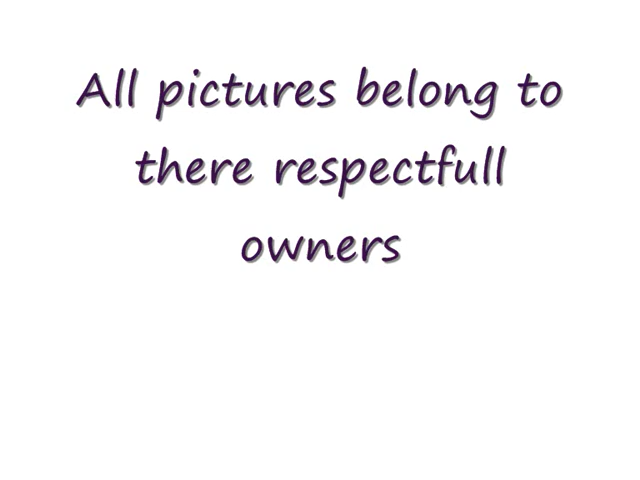 All pictures belong to
there respectfull
owners